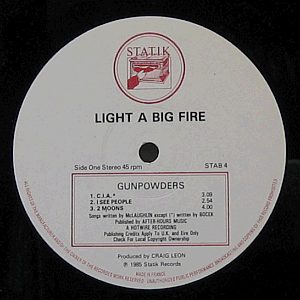 STATIK
LIGHT A BIG FIRE
Side One Stereo 45 rpm
STAB 4
GUNPOWDERS
1. C.I.A.* 3.09
2. I SEE PEOPLE 2.54
3. 2 MOONS 4.00
Songs written by McLAUGHLIN except (*) written by BOCEK
Published by AFTER-HOURS MUSIC
A HOTWIRE RECORDING
Publishing Credits Apply To U.K. and Eire Only
Check For Local Copyright Ownership
Produced by CRAIG LEON
℗ 1985 Statik Records
MADE IN FRANCE